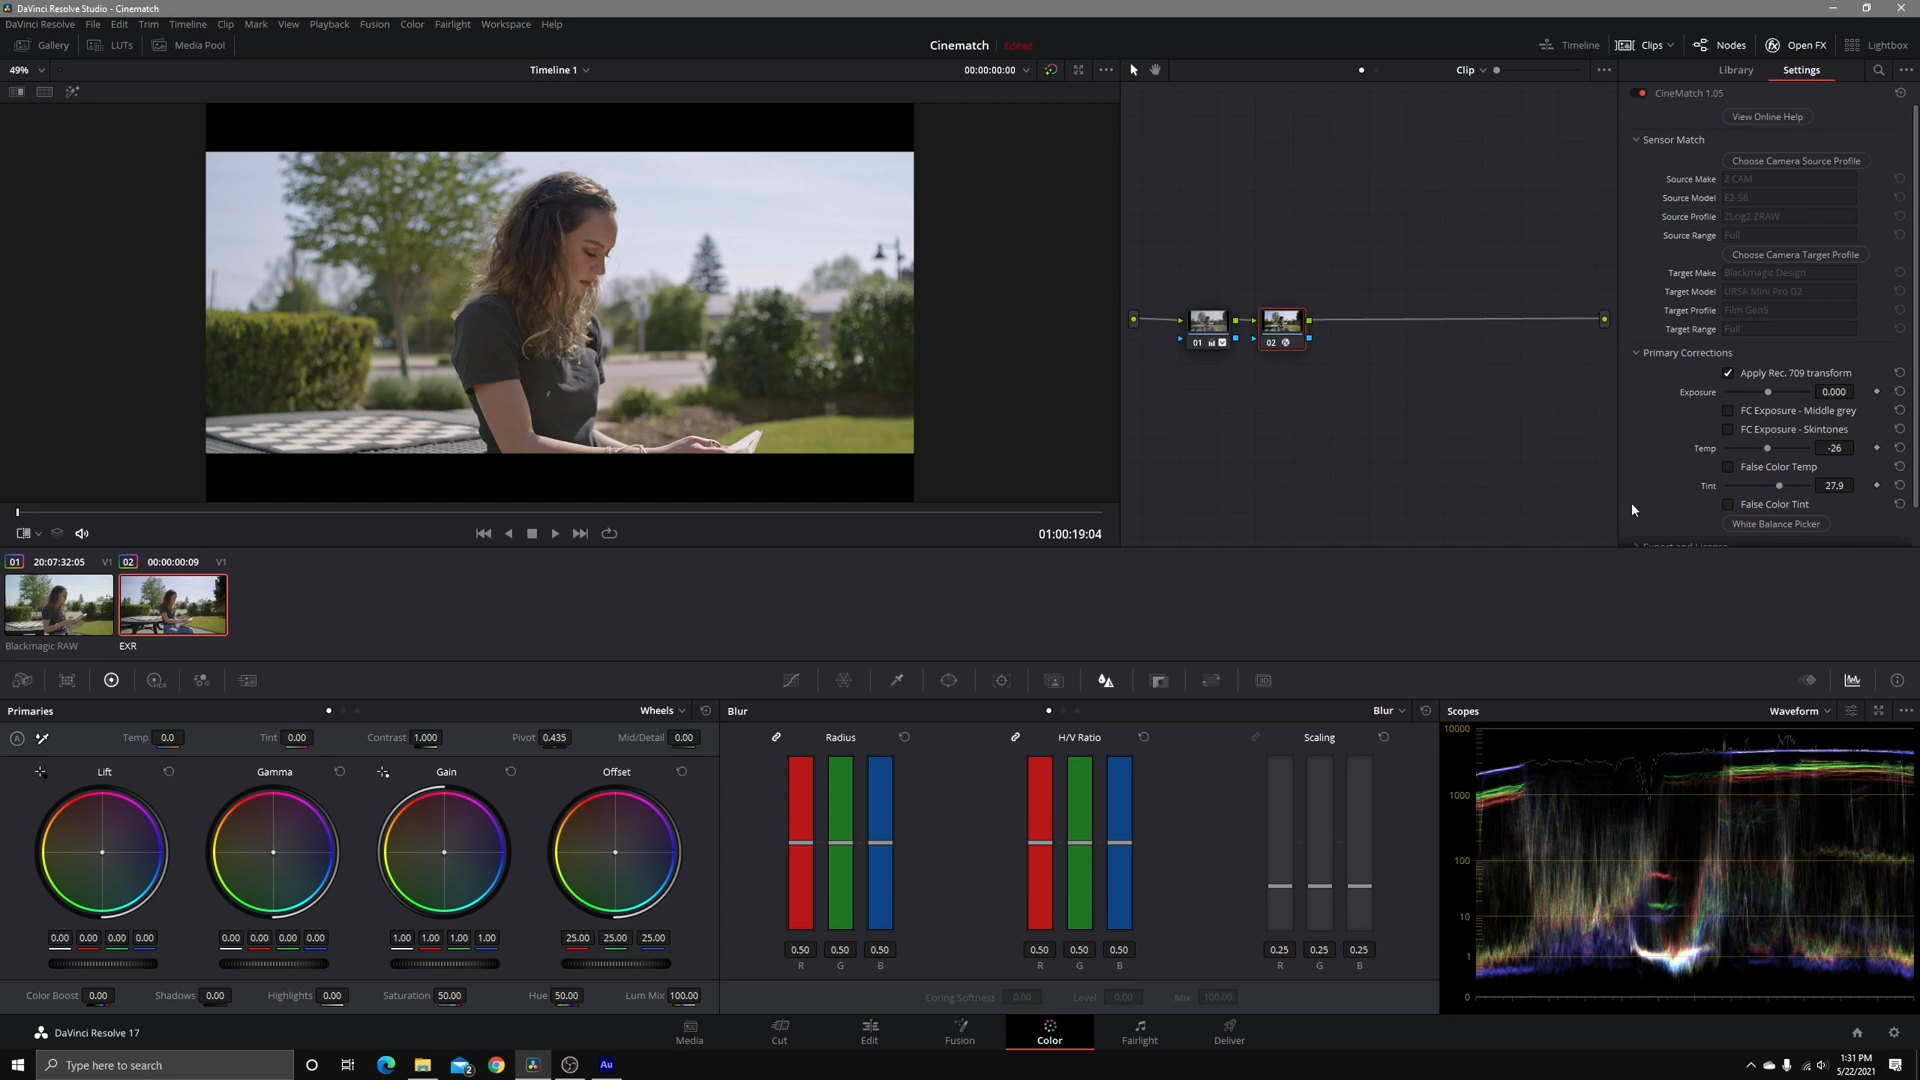 DaVinci Resolve Studio - Cinematch
DaVinci Resolve File Edit Trim Timeline Clip Mark View Playback Fusion Color Fairlight Workspace Help
Gallery LUTs Media Pool Cinematch Edited Timeline Clips Nodes Open FX Lightbox
49% Timeline 1 00:00:00:00 Clip Library Settings
CineMatch 1.05
View Online Help
Sensor Match
Choose Camera Source Profile
Source Make Z CAM
Source Model E2-S6
Source Profile ZLog2 ZRAW
Source Range Full
Choose Camera Target Profile
Target Make Blackmagic Design
Target Model URSA Mini Pro G2
Target Profile Film Gen5
Target Range Full
Primary Corrections
Apply Rec. 709 transform
Exposure 0.000
FC Exposure - Middle grey
FC Exposure - Skintones
Temp -26
False Color Temp
Tint 27.9
False Color Tint
White Balance Picker
Export and License
01 02
01:00:19:04
01 20:07:32:05 V1 02 00:00:00:09 V1
Blackmagic RAW EXR
HDR 3D
Primaries Wheels Blur Blur Scopes Waveform
A Temp 0.0 Tint 0.00 Contrast 1.000 Pivot 0.435 Mid/Detail 0.00 Radius H/V Ratio Scaling
Lift Gamma Gain Offset
10000
1000
100
10
1
0
0.00 0.00 0.00 0.00 0.00 0.00 0.00 0.00 1.00 1.00 1.00 1.00 25.00 25.00 25.00
0.50 0.50 0.50 0.50 0.50 0.50 0.25 0.25 0.25
R G B R G B R G B
Color Boost 0.00 Shadows 0.00 Highlights 0.00 Saturation 50.00 Hue 50.00 Lum Mix 100.00 Coring Softness 0.00 Level 0.00 Mix 100.00
DaVinci Resolve 17 Media Cut Edit Fusion Color Fairlight Deliver
Type here to search 2 Au 1:31 PM
5/22/2021